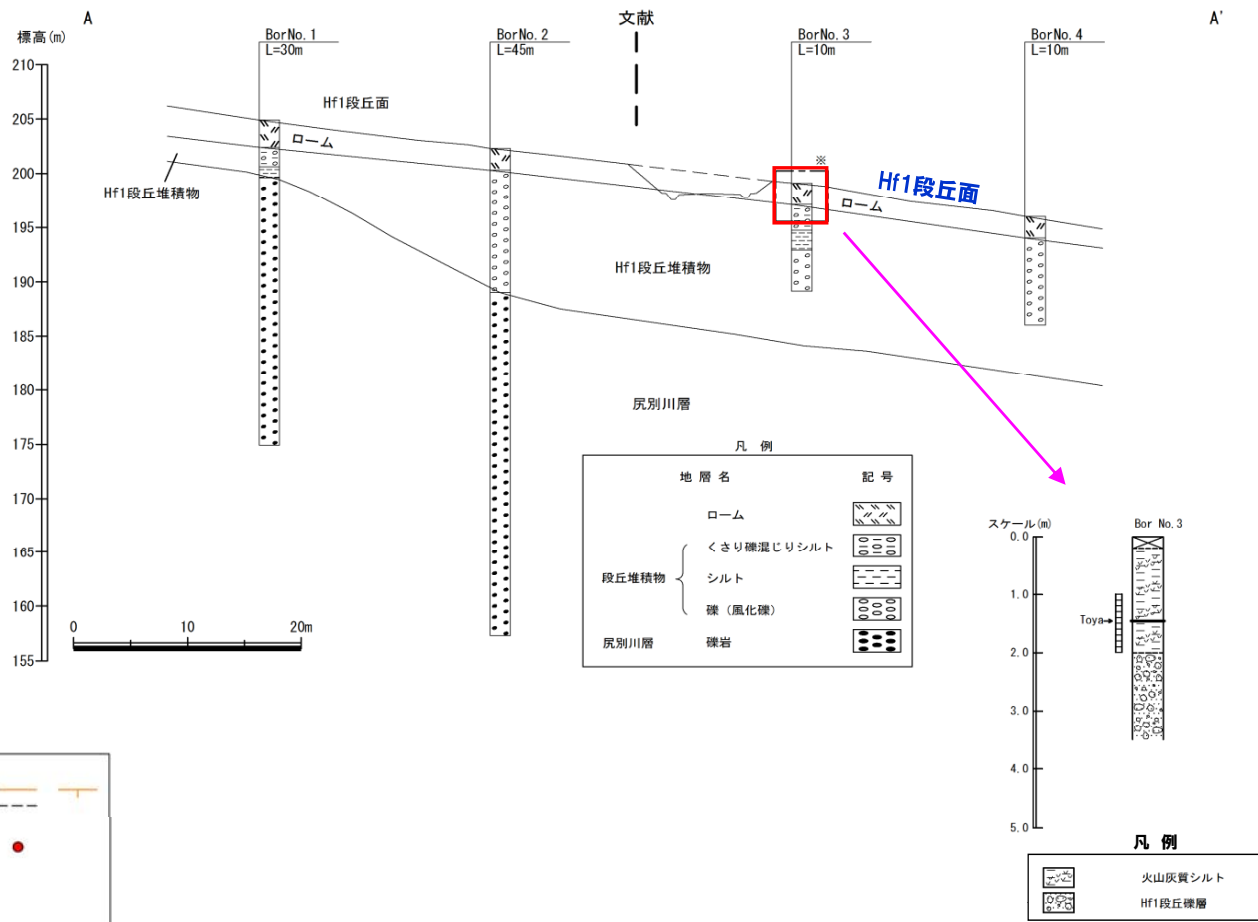 A
文献
A'
標高(m)
BorNo.1
L=30m
BorNo.2
L=45m
BorNo.3
L=10m
BorNo.4
L=10m
210
205
200
195
190
185
180
175
170
165
160
155
Hf1段丘面
ローム
Hf1段丘堆積物
※
Hf1段丘面
ローム
Hf1段丘堆積物
尻別川層
凡 例
地 層 名 記 号
ローム
くさり礫混じりシルト
段丘堆積物
シルト
礫（風化礫）
尻別川層 礫岩
0 10 20m
スケール(m) Bor No.3
0.0
1.0
Toya
2.0
3.0
4.0
5.0
凡 例
火山灰質シルト
Hf1段丘礫層